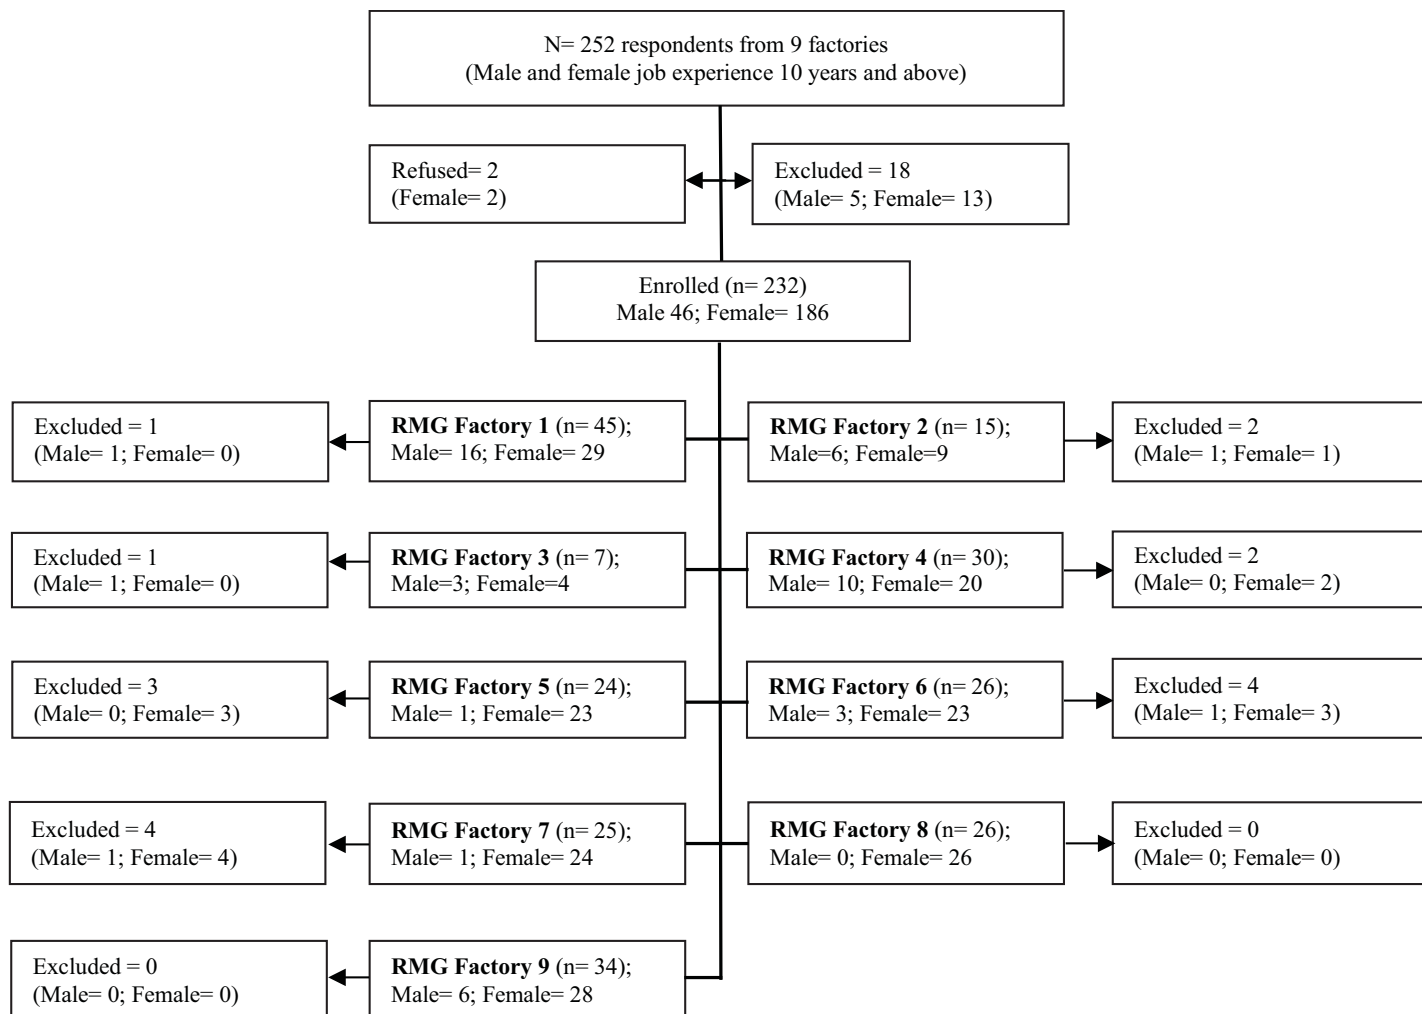 N= 252 respondents from 9 factories
(Male and female job experience 10 years and above)
Refused= 2
(Female= 2)
Excluded = 18
(Male= 5; Female= 13)
Enrolled (n= 232)
Male 46; Female= 186
Excluded = 1
(Male= 1; Female= 0)
RMG Factory 1 (n= 45);
Male= 16; Female= 29
RMG Factory 2 (n= 15);
Male=6; Female=9
Excluded = 2
(Male= 1; Female= 1)
Excluded = 1
(Male= 1; Female= 0)
RMG Factory 3 (n= 7);
Male=3; Female=4
RMG Factory 4 (n= 30);
Male= 10; Female= 20
Excluded = 2
(Male= 0; Female= 2)
Excluded = 3
(Male= 0; Female= 3)
RMG Factory 5 (n= 24);
Male= 1; Female= 23
RMG Factory 6 (n= 26);
Male= 3; Female= 23
Excluded = 4
(Male= 1; Female= 3)
Excluded = 4
(Male= 1; Female= 4)
RMG Factory 7 (n= 25);
Male= 1; Female= 24
RMG Factory 8 (n= 26);
Male= 0; Female= 26
Excluded = 0
(Male= 0; Female= 0)
Excluded = 0
(Male= 0; Female= 0)
RMG Factory 9 (n= 34);
Male= 6; Female= 28